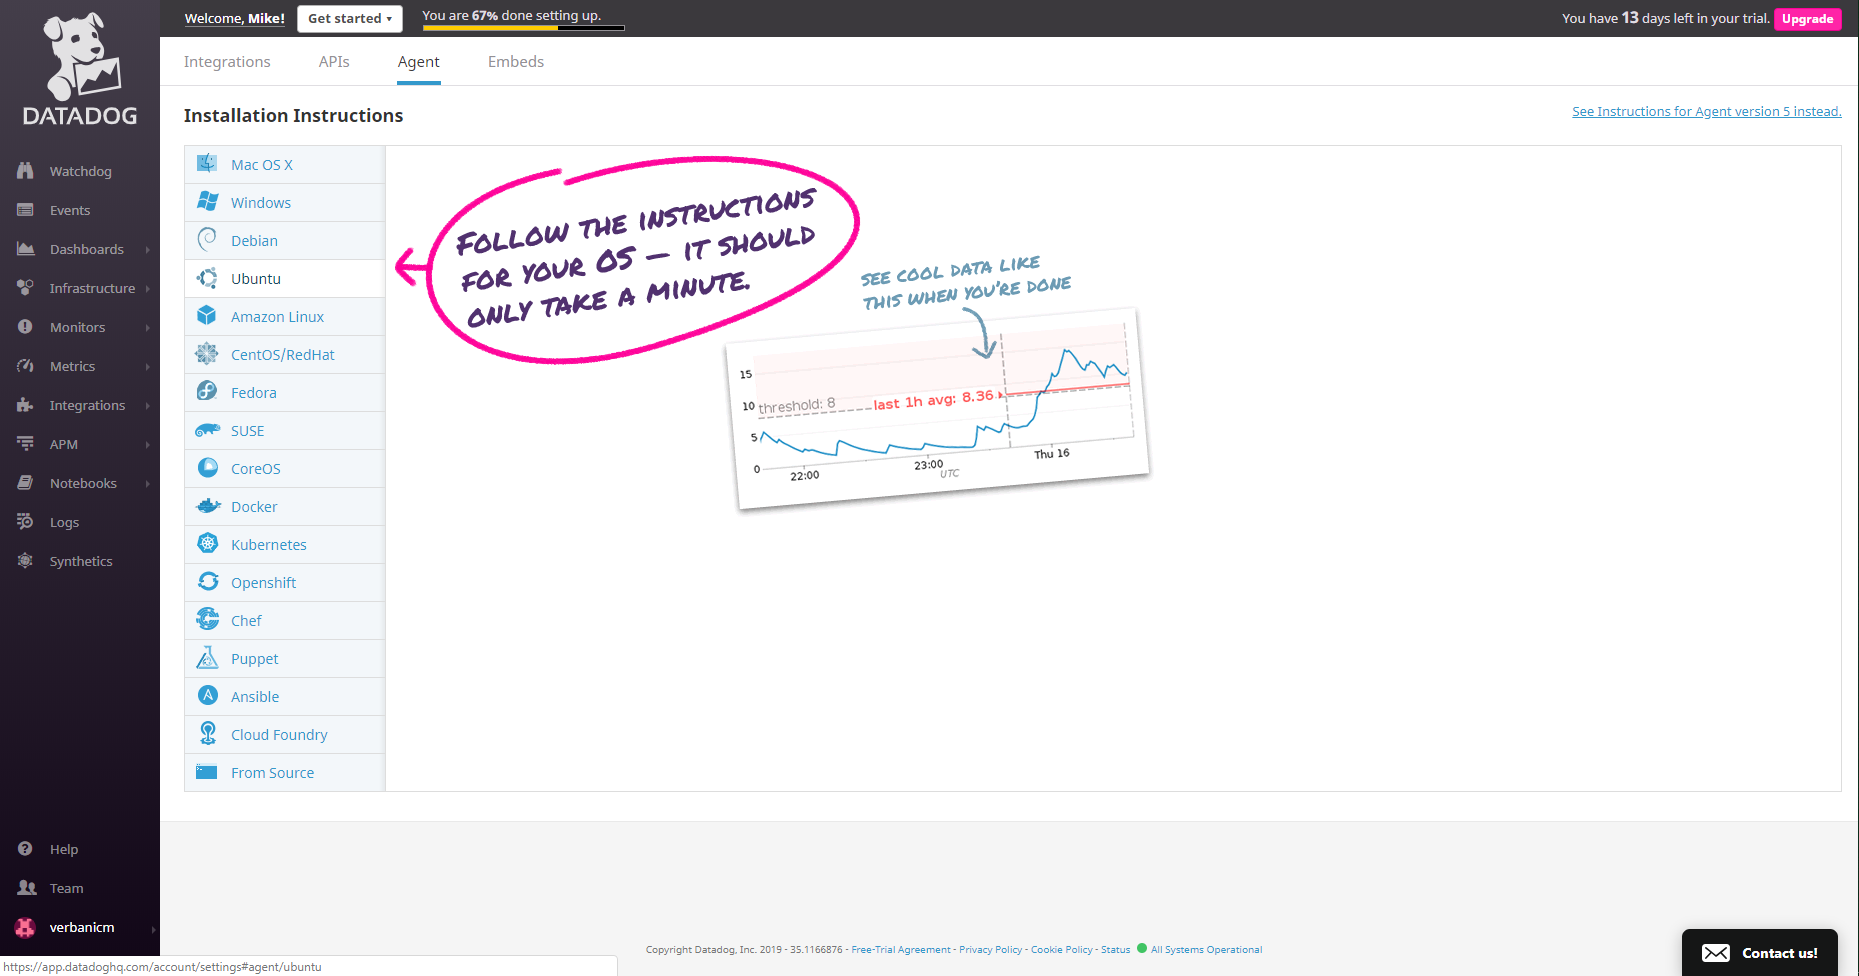 Welcome, Mike!
Get started ▾
You are 67% done setting up.
You have 13 days left in your trial.
Upgrade
DATADOG
Watchdog
Events
Dashboards
Infrastructure
Monitors
Metrics
Integrations
APM
Notebooks
Logs
Synthetics
Help
Team
verbanicm
Integrations
APIs
Agent
Embeds
Installation Instructions
See Instructions for Agent version 5 instead.
Mac OS X
Windows
Debian
Ubuntu
Amazon Linux
CentOS/RedHat
Fedora
SUSE
CoreOS
Docker
Kubernetes
Openshift
Chef
Puppet
Ansible
Cloud Foundry
From Source
FOLLOW THE INSTRUCTIONS
FOR YOUR OS — IT SHOULD
ONLY TAKE A MINUTE.
SEE COOL DATA LIKE
THIS WHEN YOU'RE DONE
15
10
5
0
threshold: 8
last 1h avg: 8.36
22:00
23:00
Thu 16
UTC
Copyright Datadog, Inc. 2019 - 35.1166876 - Free-Trial Agreement - Privacy Policy - Cookie Policy - Status All Systems Operational
Contact us!
https://app.datadoghq.com/account/settings#agent/ubuntu